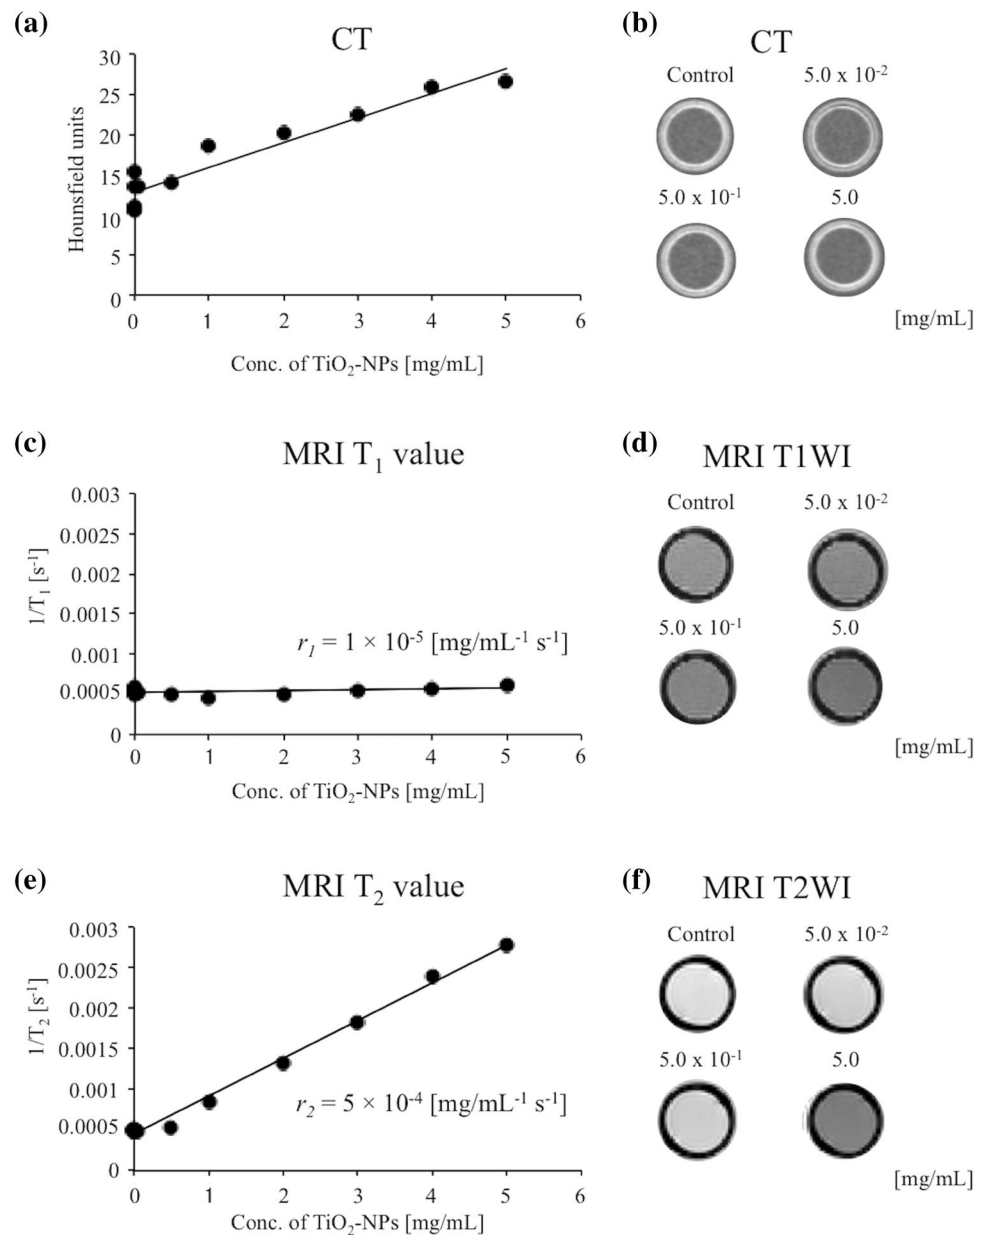 (a)
CT
30
25
20
15
10
5
0
Hounsfield units
0 1 2 3 4 5 6
Conc. of TiO₂-NPs [mg/mL]
(b)
CT
Control 5.0 x 10⁻²
5.0 x 10⁻¹ 5.0
[mg/mL]
(c)
MRI T₁ value
0.003
0.0025
0.002
0.0015
0.001
0.0005
0
1/T₁ [s⁻¹]
r₁ = 1 × 10⁻⁵ [mg/mL⁻¹ s⁻¹]
0 1 2 3 4 5 6
Conc. of TiO₂-NPs [mg/mL]
(d)
MRI T1WI
Control 5.0 x 10⁻²
5.0 x 10⁻¹ 5.0
[mg/mL]
(e)
MRI T₂ value
0.003
0.0025
0.002
0.0015
0.001
0.0005
0
1/T₂ [s⁻¹]
r₂ = 5 × 10⁻⁴ [mg/mL⁻¹ s⁻¹]
0 1 2 3 4 5 6
Conc. of TiO₂-NPs [mg/mL]
(f)
MRI T2WI
Control 5.0 x 10⁻²
5.0 x 10⁻¹ 5.0
[mg/mL]